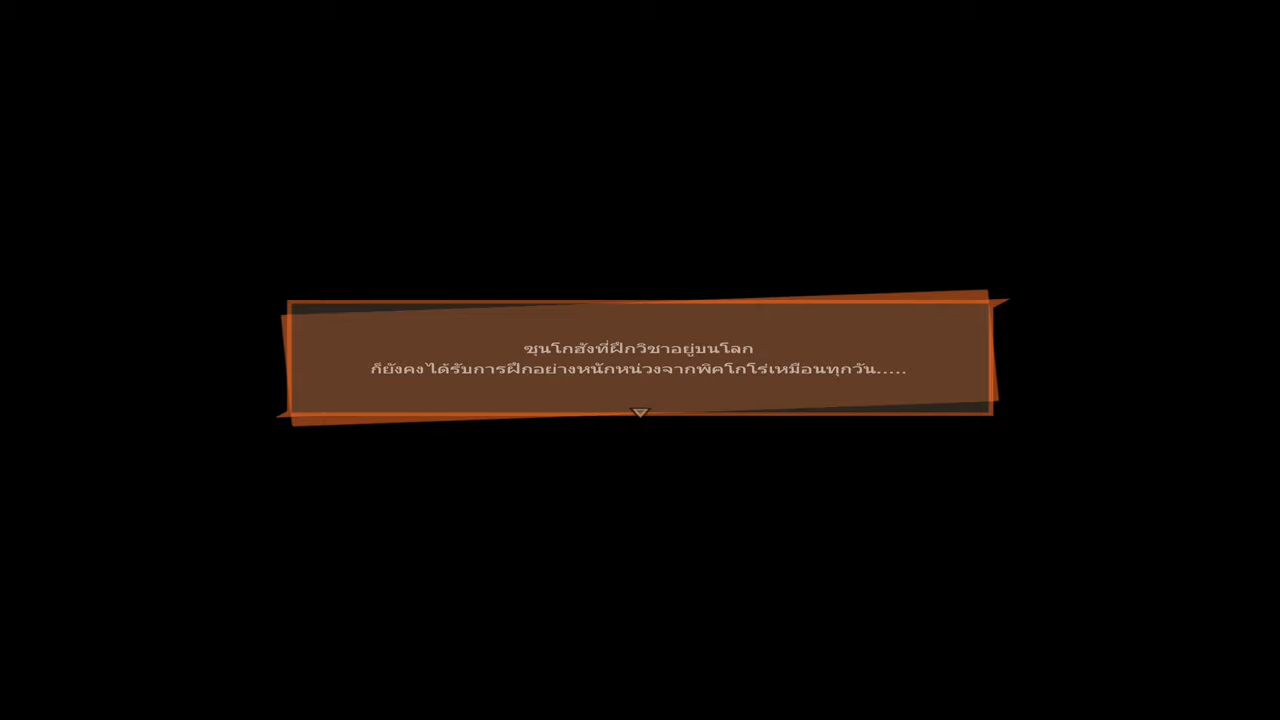 ซุนโกฮังที่ฝึกวิชาอยู่บนโลก
ก็ยังคงได้รับการฝึกอย่างหนักหน่วงจากพิคโกโร่เหมือนทุกวัน.....